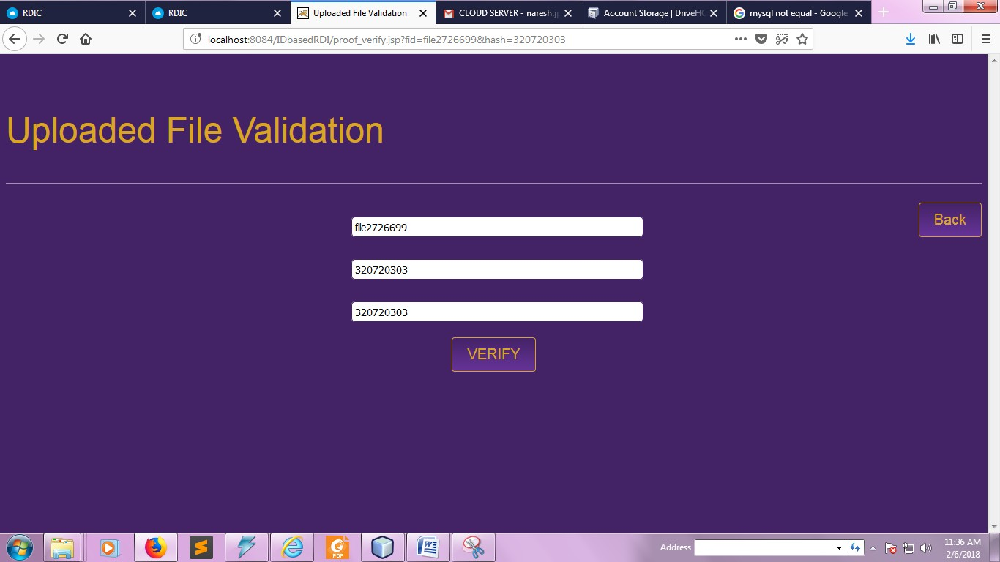 RDIC
RDIC
Uploaded File Validation
CLOUD SERVER - naresh.j
Account Storage | DriveH
mysql not equal - Google
localhost:8084/IDbasedRDI/proof_verify.jsp?fid=file2726699&hash=320720303
Uploaded File Validation
Back
file2726699
320720303
320720303
VERIFY
PDF
Address
11:36 AM
2/6/2018